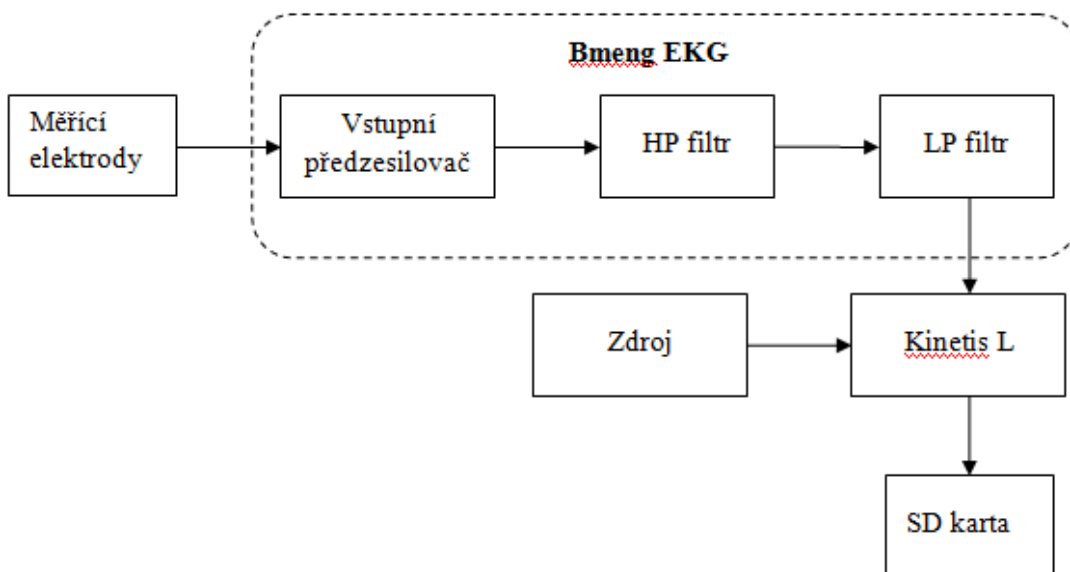 Bmeng EKG
Měřící
elektrody
Vstupní
předzesilovač
HP filtr
LP filtr
Zdroj
Kinetis L
SD karta